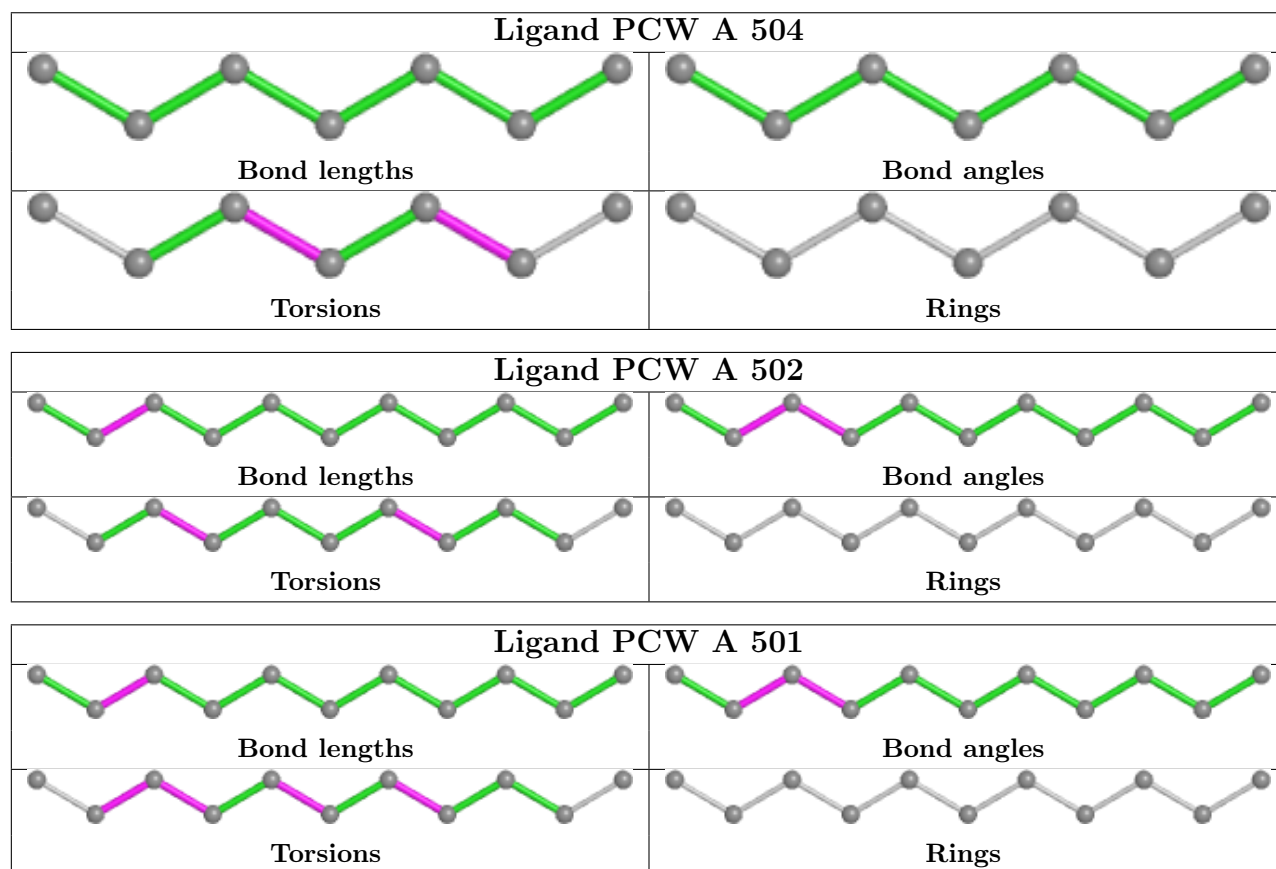 Ligand PCW A 504
Bond lengths Bond angles
Torsions Rings
Ligand PCW A 502
Bond lengths Bond angles
Torsions Rings
Ligand PCW A 501
Bond lengths Bond angles
Torsions Rings